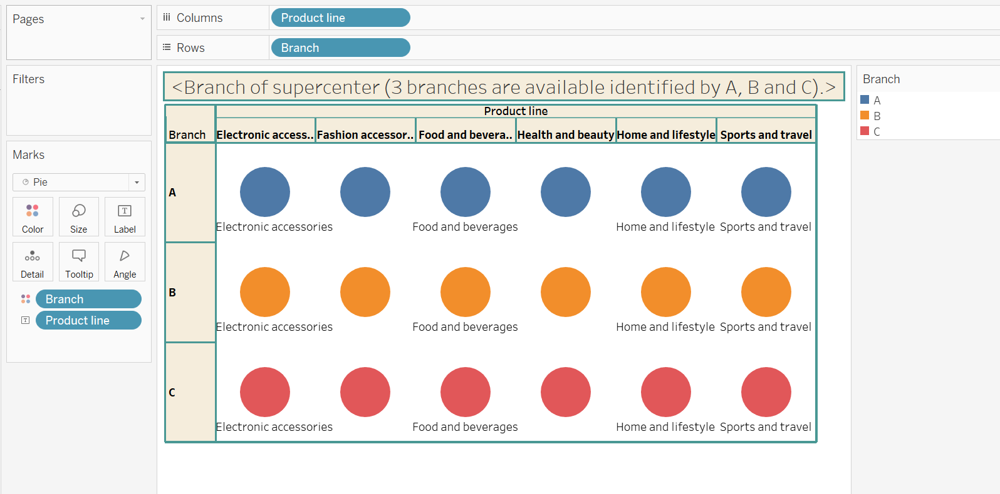 Pages
Columns
Product line
Rows
Branch
Filters
Marks
Pie
Color
Size
Label
T
Detail
Tooltip
Angle
Branch
T
Product line
<Branch of supercenter (3 branches are available identified by A, B and C).>
Product line
Branch
Electronic access..
Fashion accessor..
Food and bevera..
Health and beauty
Home and lifestyle
Sports and travel
A
Electronic accessories
Food and beverages
Home and lifestyle
Sports and travel
B
Electronic accessories
Food and beverages
Home and lifestyle
Sports and travel
C
Electronic accessories
Food and beverages
Home and lifestyle
Sports and travel
Branch
A
B
C